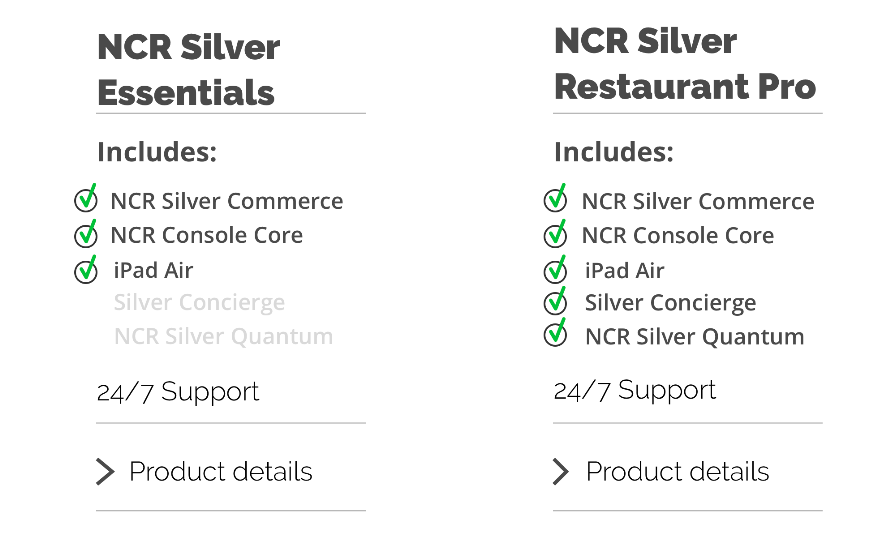 NCR Silver
Essentials
Includes:
NCR Silver Commerce
NCR Console Core
iPad Air
Silver Concierge
NCR Silver Quantum
24/7 Support
Product details
NCR Silver
Restaurant Pro
Includes:
NCR Silver Commerce
NCR Console Core
iPad Air
Silver Concierge
NCR Silver Quantum
24/7 Support
Product details